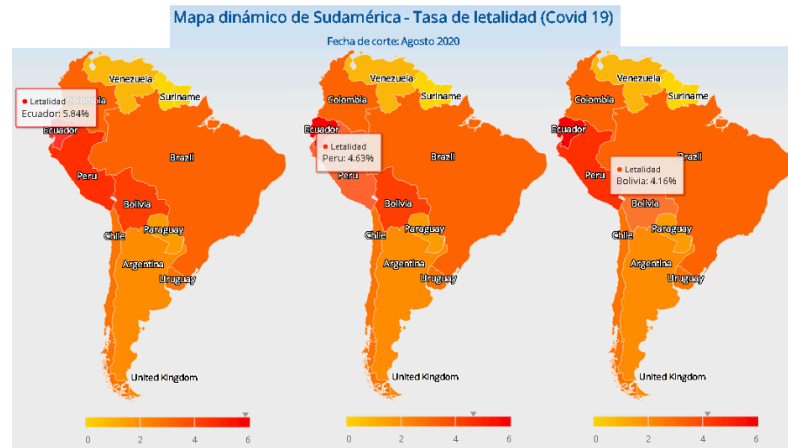 Mapa dinámico de Sudamérica - Tasa de letalidad (Covid 19)
Fecha de corte: Agosto 2020
Venezuela
Suriname
Letalidad
Ecuador: 5.84%
Ecuador
Brazil
Peru
Bolivia
Paraguay
Chile
Argentina
Uruguay
United Kingdom
0 2 4 6
Venezuela
Suriname
Colombia
Ecuador
Letalidad
Peru: 4.63%
Brazil
Peru
Bolivia
Paraguay
Chile
Argentina
Uruguay
United Kingdom
0 2 4 6
Venezuela
Suriname
Colombia
Ecuador
Brazil
Letalidad
Bolivia: 4.16%
Peru
Bolivia
Paraguay
Chile
Argentina
Uruguay
United Kingdom
0 2 4 6